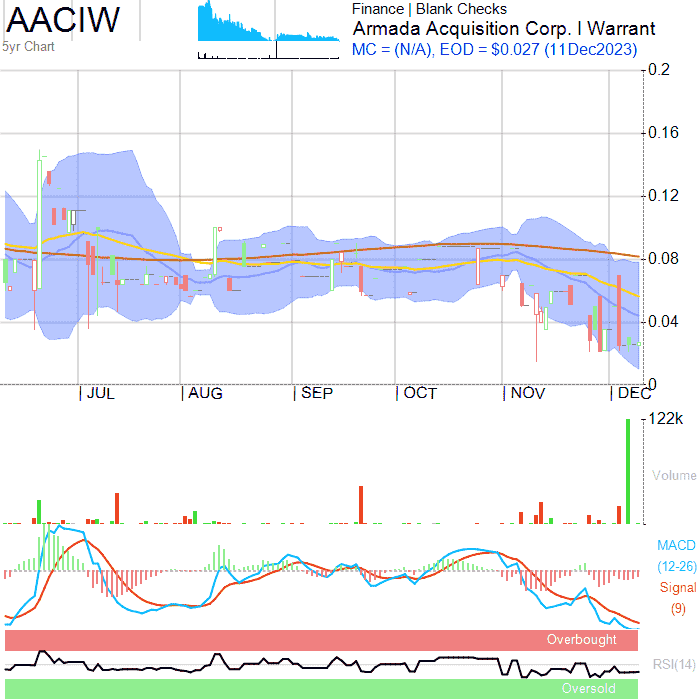 AACIW
5yr Chart
Finance | Blank Checks
Armada Acquisition Corp. I Warrant
MC = (N/A), EOD = $0.027 (11Dec2023)
0.2
0.16
0.12
0.08
0.04
0
| JUL | AUG | SEP | OCT | NOV | DEC
122k
Volume
MACD
(12-26)
Signal
(9)
Overbought
RSI(14)
Oversold